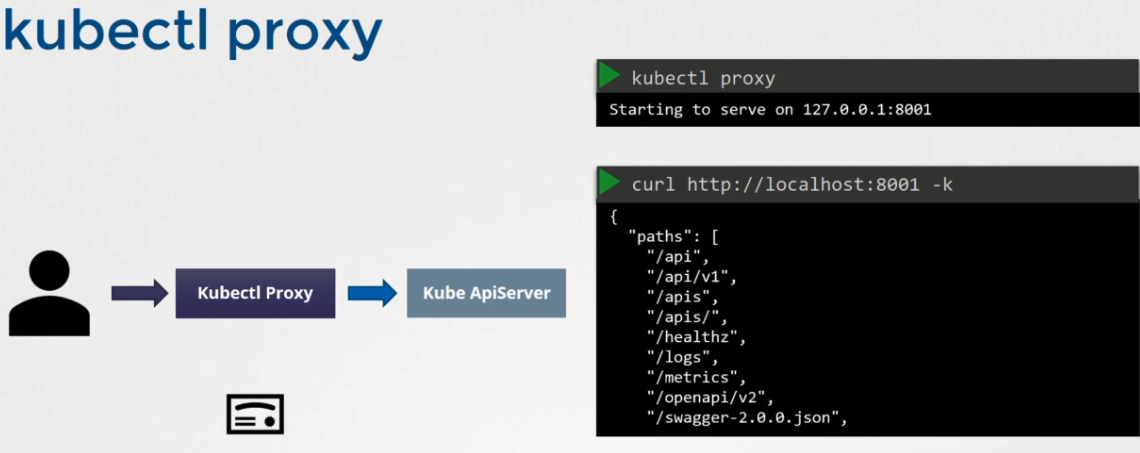 kubectl proxy
kubectl proxy
Starting to serve on 127.0.0.1:8001
curl http://localhost:8001 -k
{
"paths": [
"/api",
"/api/v1",
"/apis",
"/apis/",
"/healthz",
"/logs",
"/metrics",
"/openapi/v2",
"/swagger-2.0.0.json",
Kubectl Proxy
Kube ApiServer